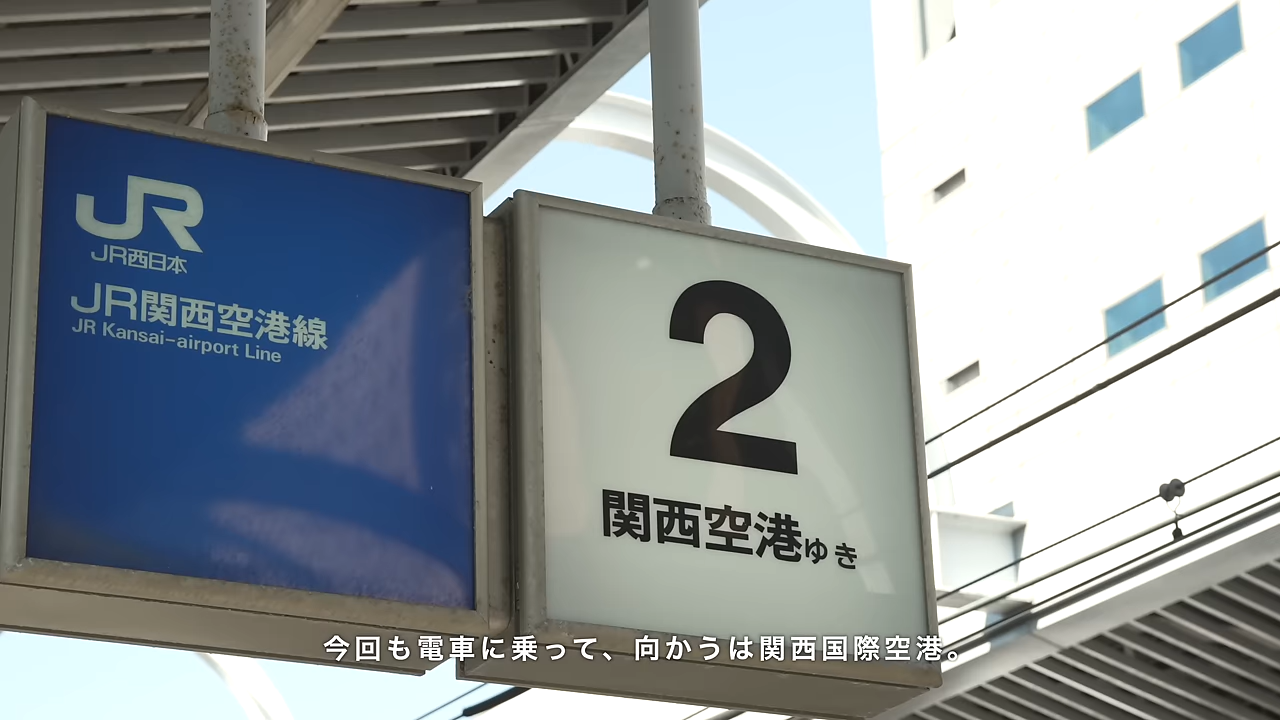 JR
JR西日本
JR関西空港線
JR Kansai-airport Line
2
関西空港ゆき
今回も電車に乗って、向かうは関西国際空港。